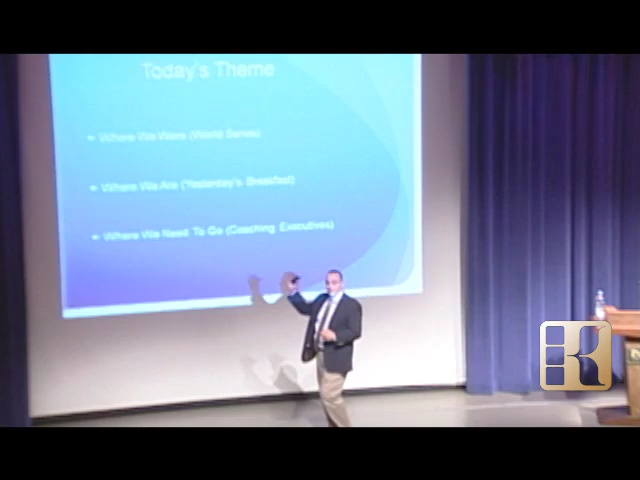 Today's Theme
Where We Were (World Series)
Where We Are (Yesterday's Breakfast)
Where We Need To Go (Coaching Executives)
K